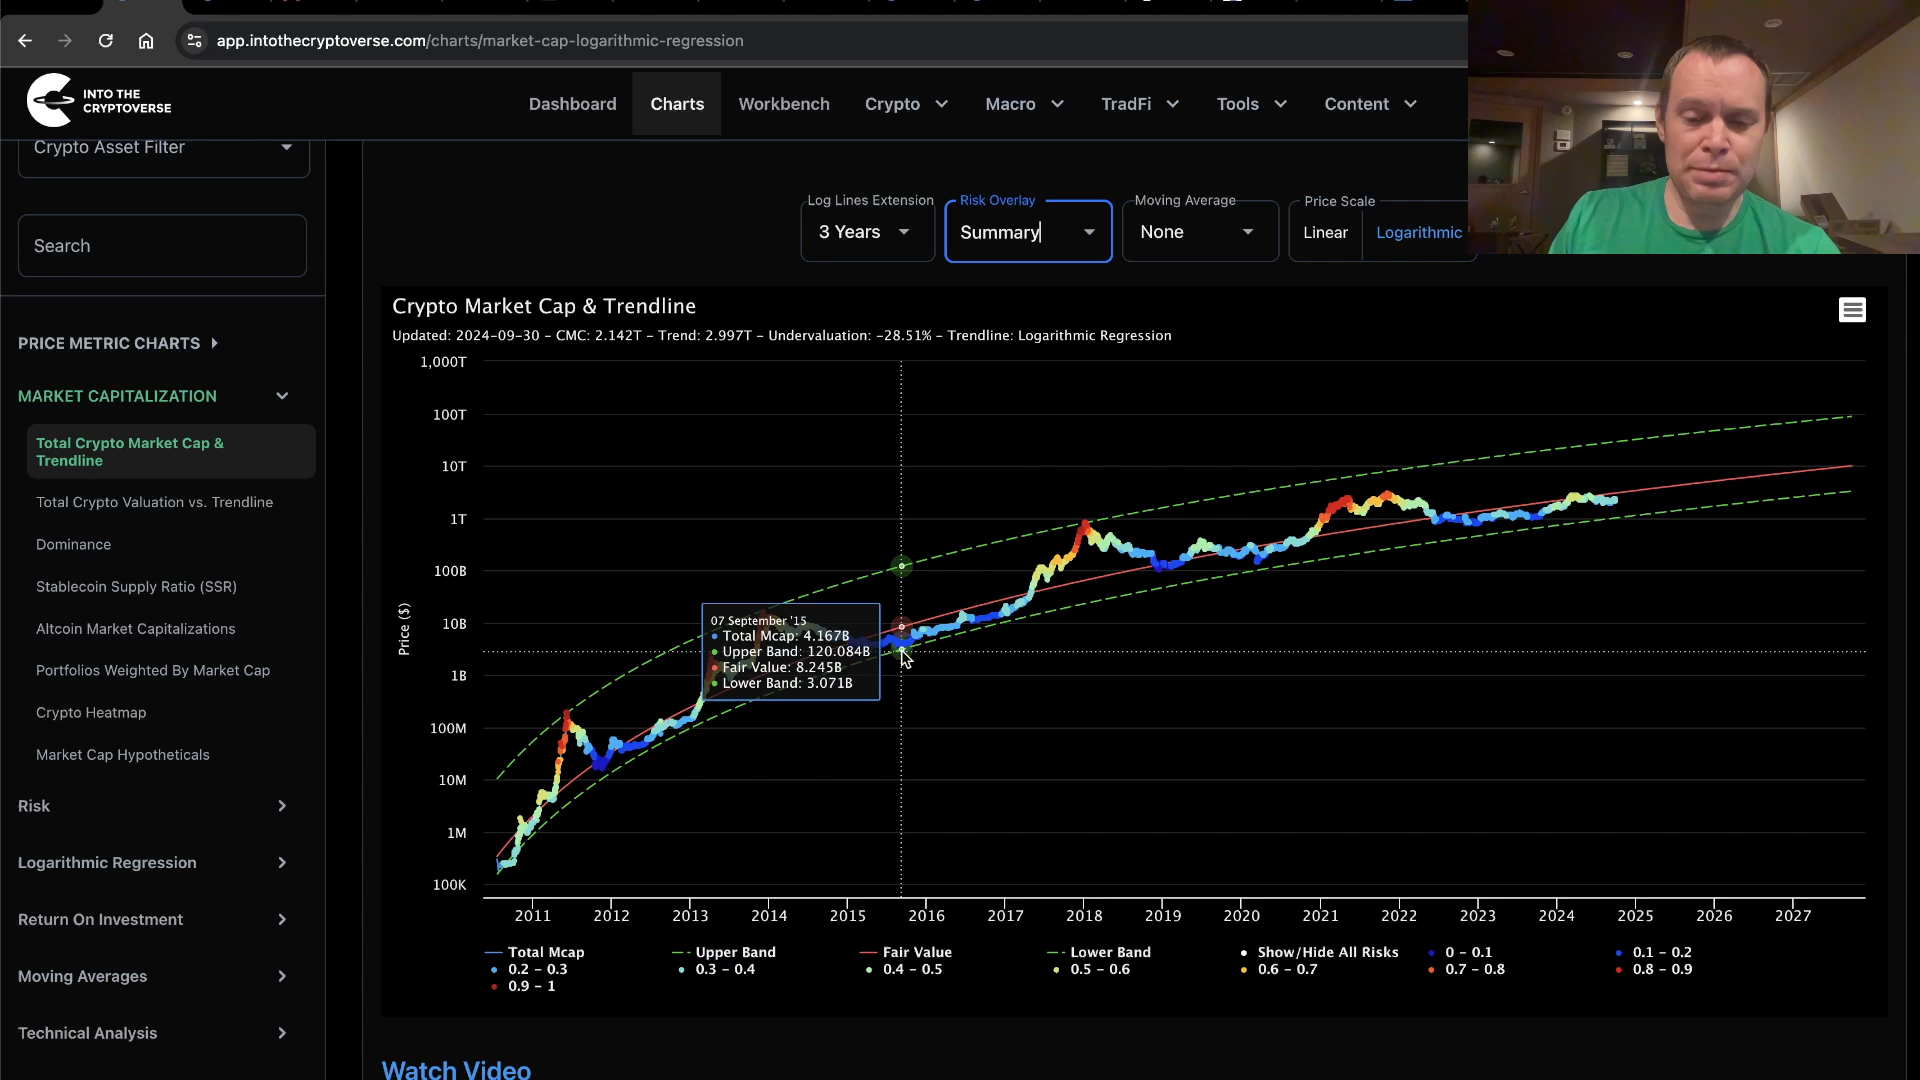 app.intothecryptoverse.com/charts/market-cap-logarithmic-regression
INTO THE
CRYPTOVERSE
Dashboard
Charts
Workbench
Crypto
Macro
TradFi
Tools
Content
Crypto Asset Filter
Search
PRICE METRIC CHARTS
MARKET CAPITALIZATION
Total Crypto Market Cap &
Trendline
Total Crypto Valuation vs. Trendline
Dominance
Stablecoin Supply Ratio (SSR)
Altcoin Market Capitalizations
Portfolios Weighted By Market Cap
Crypto Heatmap
Market Cap Hypotheticals
Risk
Logarithmic Regression
Return On Investment
Moving Averages
Technical Analysis
Log Lines Extension
3 Years
Risk Overlay
Summary
Moving Average
None
Price Scale
Linear
Logarithmic
Crypto Market Cap & Trendline
Updated: 2024-09-30 – CMC: 2.142T – Trend: 2.997T – Undervaluation: -28.51% – Trendline: Logarithmic Regression
1,000T
100T
10T
1T
100B
10B
1B
100M
10M
1M
100K
Price ($)
07 September '15
Total Mcap: 4.167B
Upper Band: 120.084B
Fair Value: 8.245B
Lower Band: 3.071B
2011 2012 2013 2014 2015 2016 2017 2018 2019 2020 2021 2022 2023 2024 2025 2026 2027
Total Mcap Upper Band Fair Value Lower Band Show/Hide All Risks 0 – 0.1 0.1 – 0.2
0.2 – 0.3 0.3 – 0.4 0.4 – 0.5 0.5 – 0.6 0.6 – 0.7 0.7 – 0.8 0.8 – 0.9
0.9 – 1
Watch Video